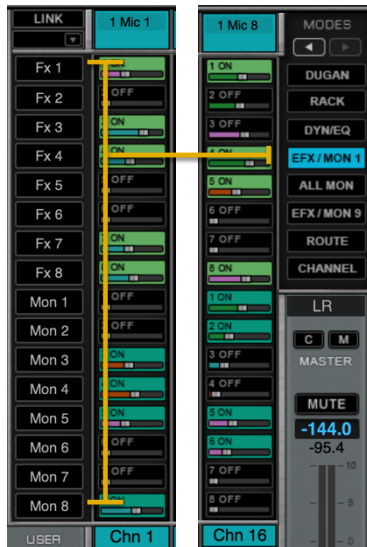 LINK
1 Mic 1
1 Mic 8
MODES
Fx 1
ON
1 ON
DUGAN
Fx 2
OFF
2 OFF
RACK
Fx 3
ON
3 OFF
DYN/EQ
Fx 4
ON
EFX / MON 1
Fx 5
OFF
5 ON
ALL MON
Fx 6
OFF
6 OFF
EFX / MON 9
Fx 7
ON
7 OFF
ROUTE
Fx 8
ON
8 ON
CHANNEL
Mon 1
OFF
1 ON
LR
Mon 2
OFF
2 ON
C M
Mon 3
ON
3 OFF
MASTER
Mon 4
ON
4 OFF
MUTE
Mon 5
ON
5 ON
-144.0
Mon 6
OFF
6 ON
-95.4
Mon 7
OFF
7 OFF
10
Mon 8
8 OFF
5
USER
Chn 1
Chn 16
0